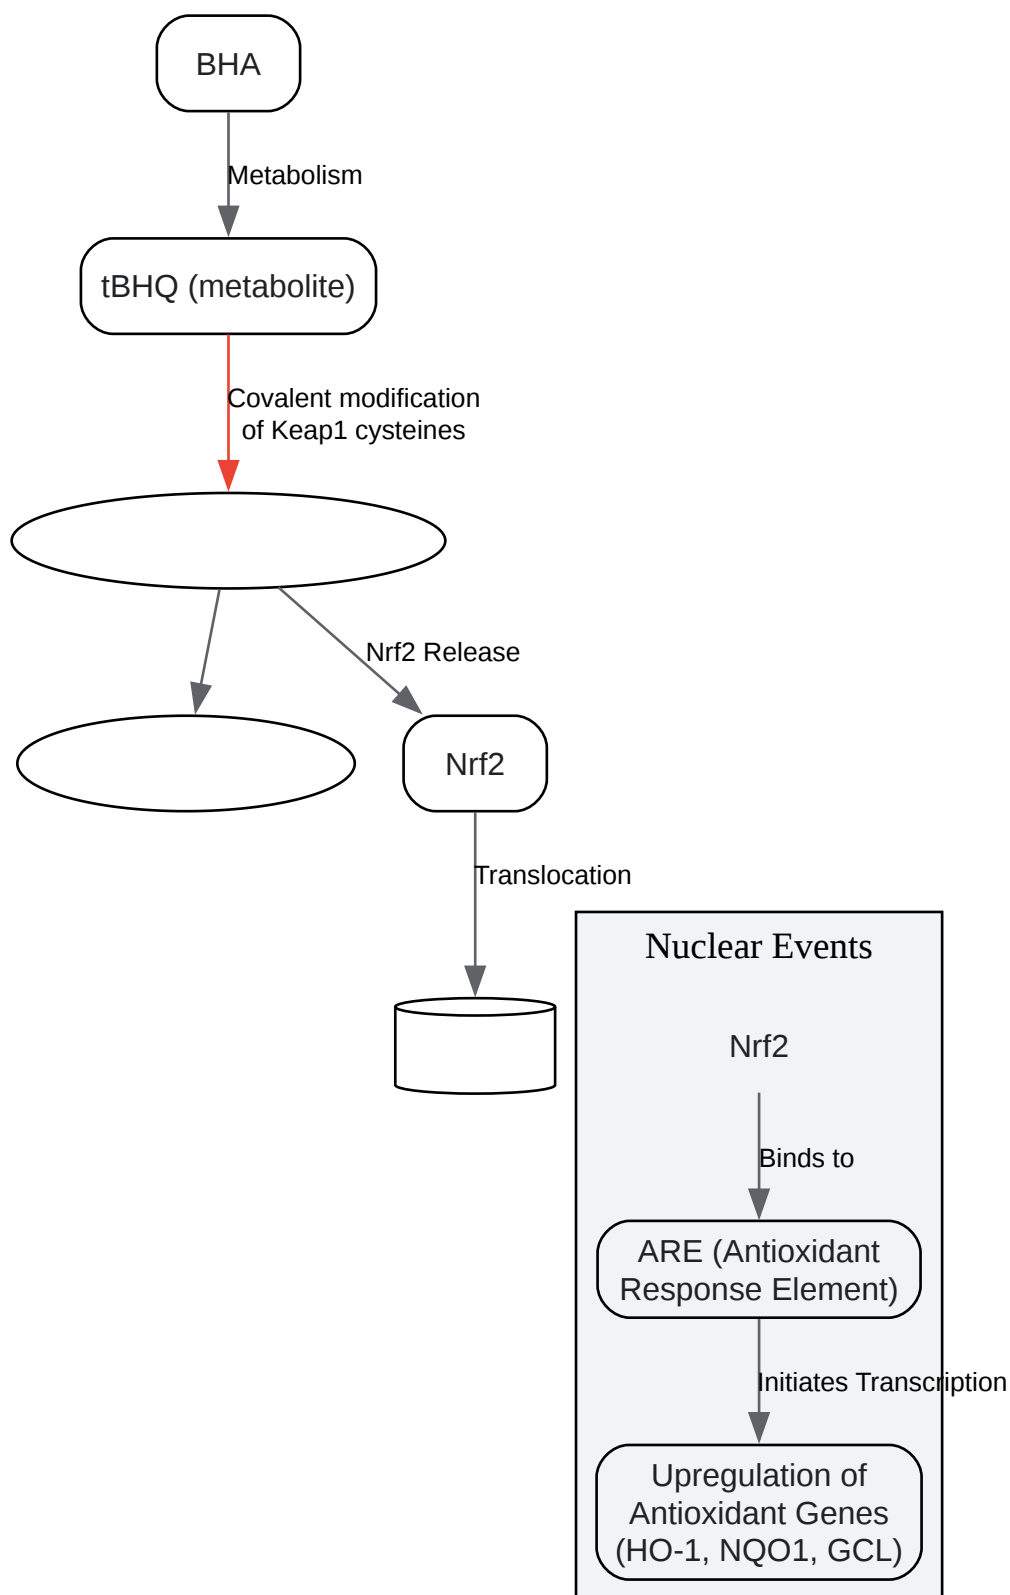 BHA
Metabolism
tBHQ (metabolite)
Covalent modification
of Keap1 cysteines
Nrf2 Release
Nrf2
Translocation
Nuclear Events
Nrf2
Binds to
ARE (Antioxidant
Response Element)
Initiates Transcription
Upregulation of
Antioxidant Genes
(HO-1, NQO1, GCL)